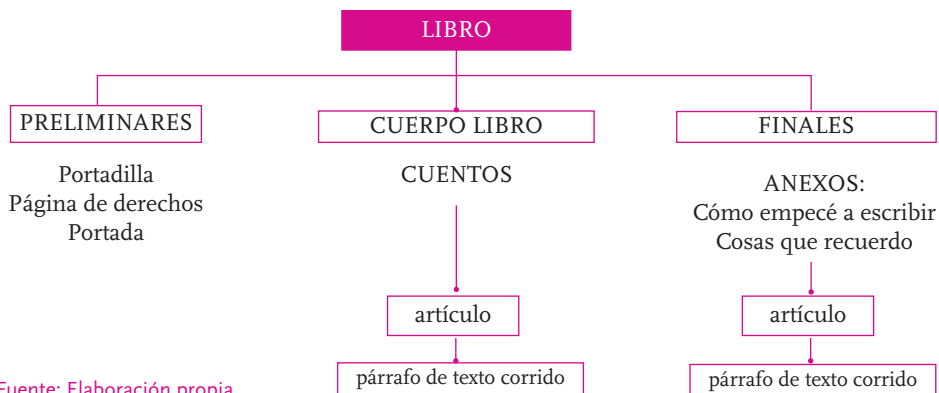 LIBRO
PRELIMINARES
Portadilla
Página de derechos
Portada
CUERPO LIBRO
CUENTOS
artículo
párrafo de texto corrido
FINALES
ANEXOS:
Cómo empecé a escribir
Cosas que recuerdo
artículo
párrafo de texto corrido
Fuente: Elaboración propia